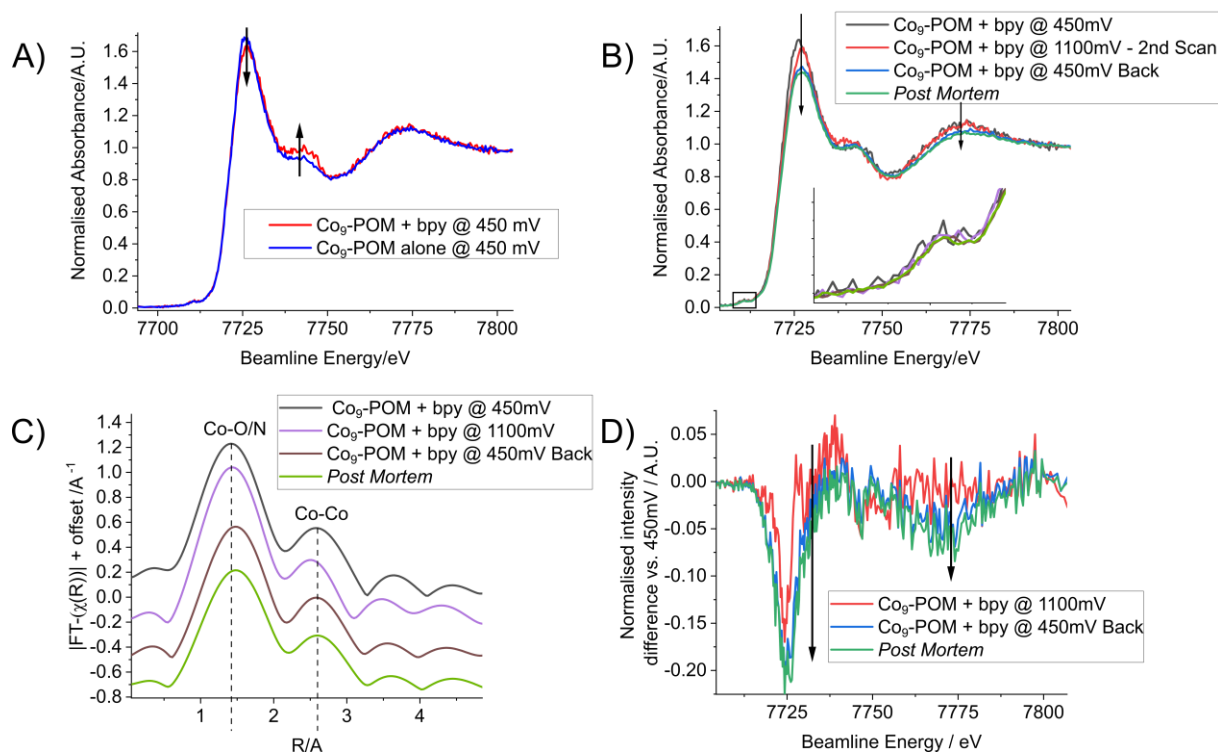 A)
Normalised Absorbance/A.U.
1.6
1.4
1.2
1.0
0.8
0.6
0.4
0.2
0.0
Co₉-POM + bpy @ 450 mV
Co₉-POM alone @ 450 mV
7700 7725 7750 7775 7800
Beamline Energy/eV
B)
Normalised Absorbance/A.U.
1.6
1.4
1.2
1.0
0.8
0.6
0.4
0.2
0.0
Co₉-POM + bpy @ 450mV
Co₉-POM + bpy @ 1100mV - 2nd Scan
Co₉-POM + bpy @ 450mV Back
Post Mortem
7725 7750 7775 7800
Beamline Energy/eV
C)
|FT-(χ(R))| + offset /A⁻¹
1.4
1.2
1.0
0.8
0.6
0.4
0.2
0.0
-0.2
-0.4
-0.6
-0.8
Co₉-POM + bpy @ 450mV
Co₉-POM + bpy @ 1100mV
Co₉-POM + bpy @ 450mV Back
Post Mortem
Co-O/N
Co-Co
1 2 3 4
R/A
D)
Normalised intensity
difference vs. 450mV / A.U.
0.05
0.00
-0.05
-0.10
-0.15
-0.20
Co₉-POM + bpy @ 1100mV
Co₉-POM + bpy @ 450mV Back
Post Mortem
7725 7750 7775 7800
Beamline Energy / eV